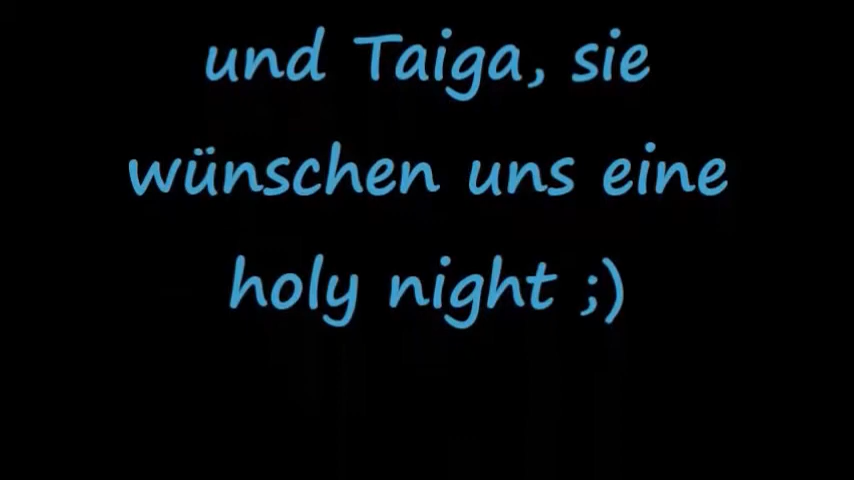 und Taiga, sie
wünschen uns eine
holy night ;)